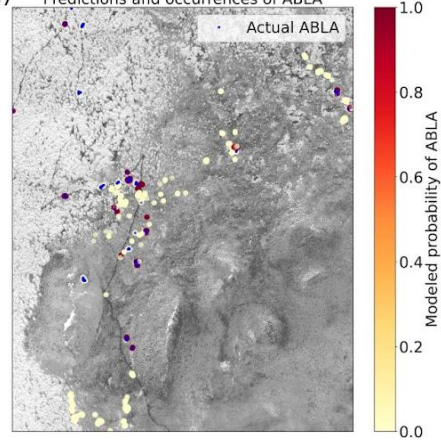 Predictions and occurrences of ABLA
Actual ABLA
1.0
0.8
0.6
0.4
0.2
0.0
Modeled probability of ABLA